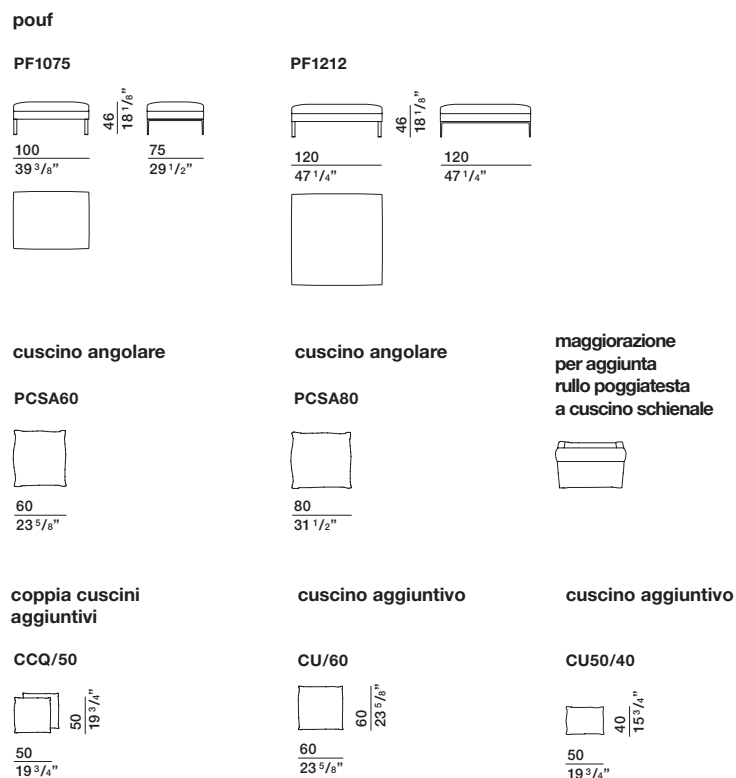 pouf
PF1075
PF1212
46
18 1/8”
46
18 1/8”
100
39 3/8”
75
29 1/2”
120
47 1/4”
120
47 1/4”
cuscino angolare
PCSA60
60
23 5/8”
cuscino angolare
PCSA80
80
31 1/2”
maggiorazione
per aggiunta
rullo poggiatesta
a cuscino schienale
coppia cuscini
aggiuntivi
CCQ/50
50
19 3/4”
50
19 3/4”
cuscino aggiuntivo
CU/60
60
23 5/8”
60
23 5/8”
cuscino aggiuntivo
CU50/40
40
15 3/4”
50
19 3/4”